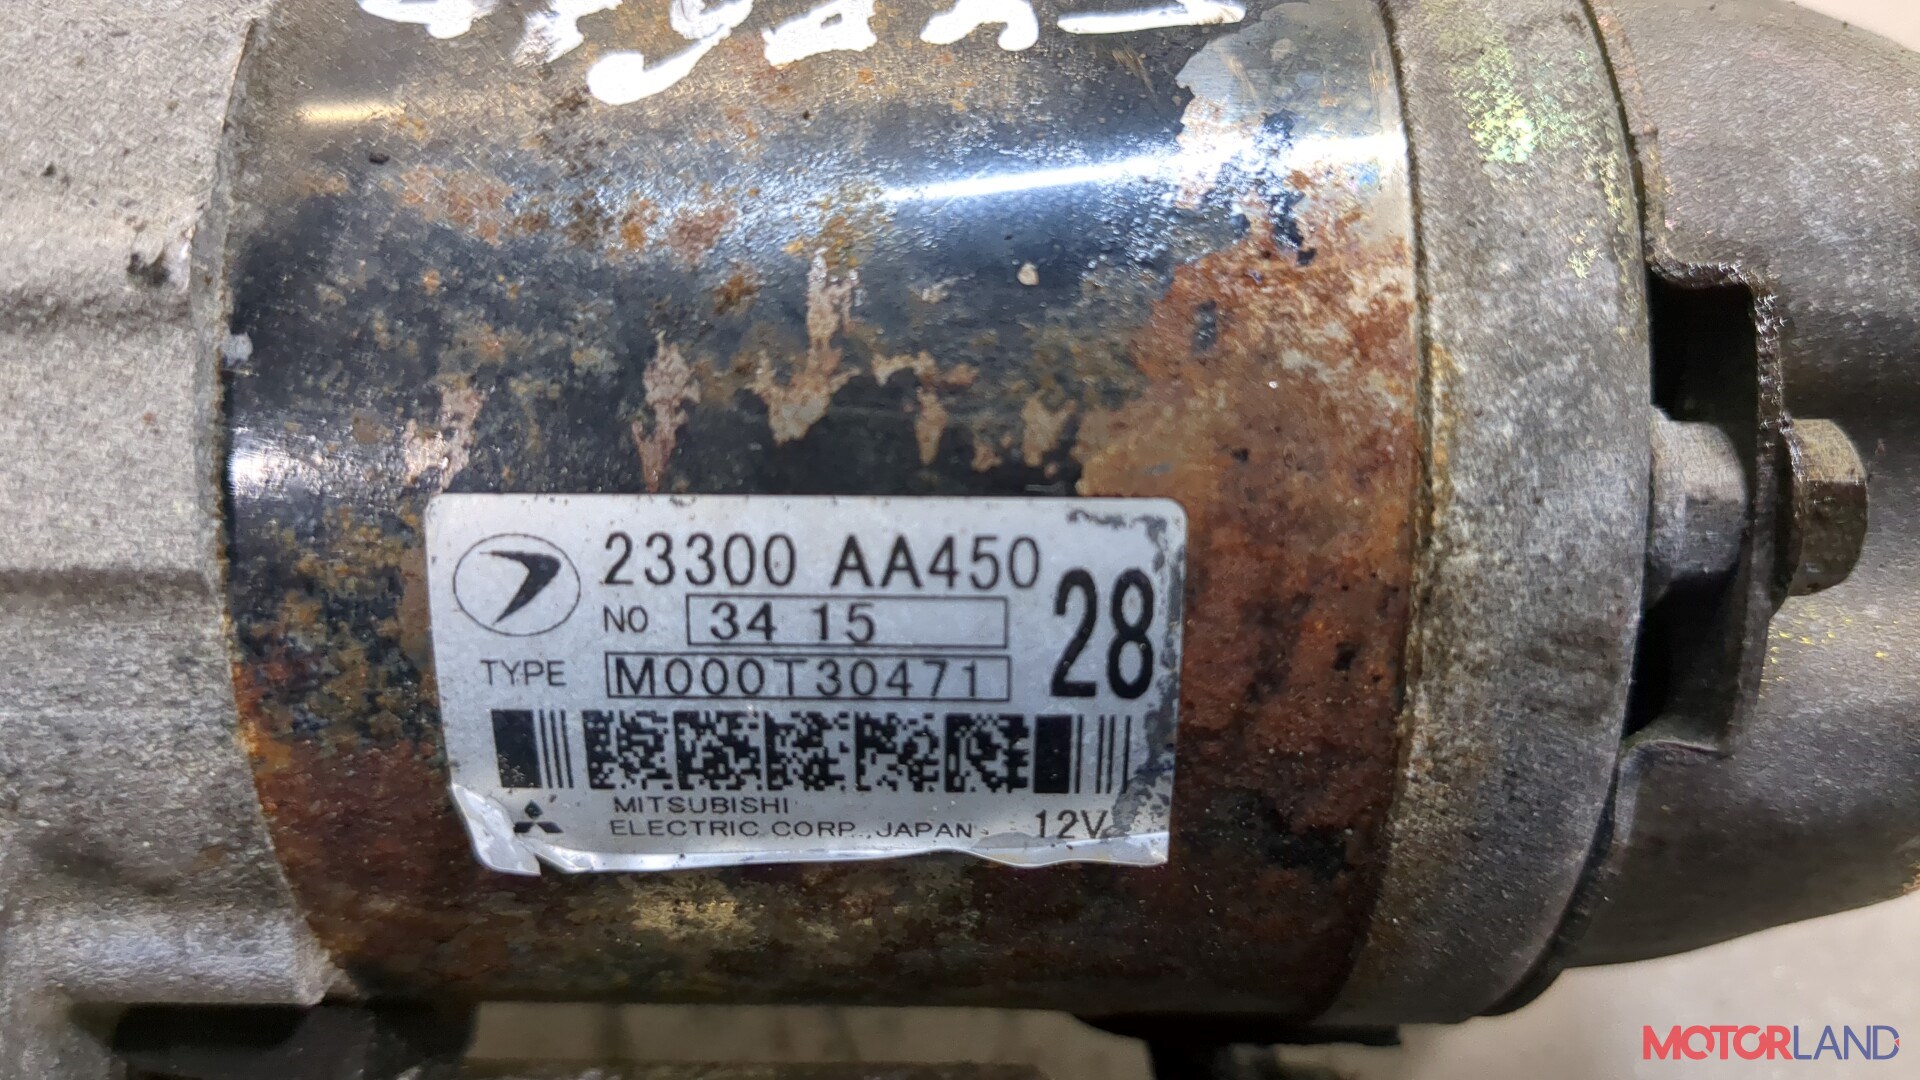 23300 AA450
NO 34 15
28
TYPE M000T30471
MITSUBISHI
ELECTRIC CORP., JAPAN
12V
MOTORLAND